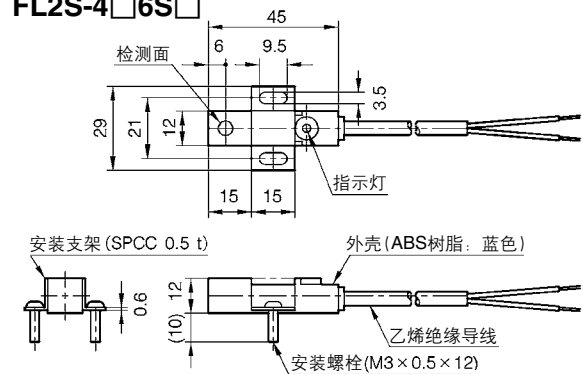 FL2S-4□6S□
45
6
9.5
检测面
3.5
29
21
12
指示灯
15
15
安装支架(SPCC 0.5 t)
外壳(ABS树脂：蓝色)
0.6
12
(10)
乙烯绝缘导线
安装螺栓(M3×0.5×12)